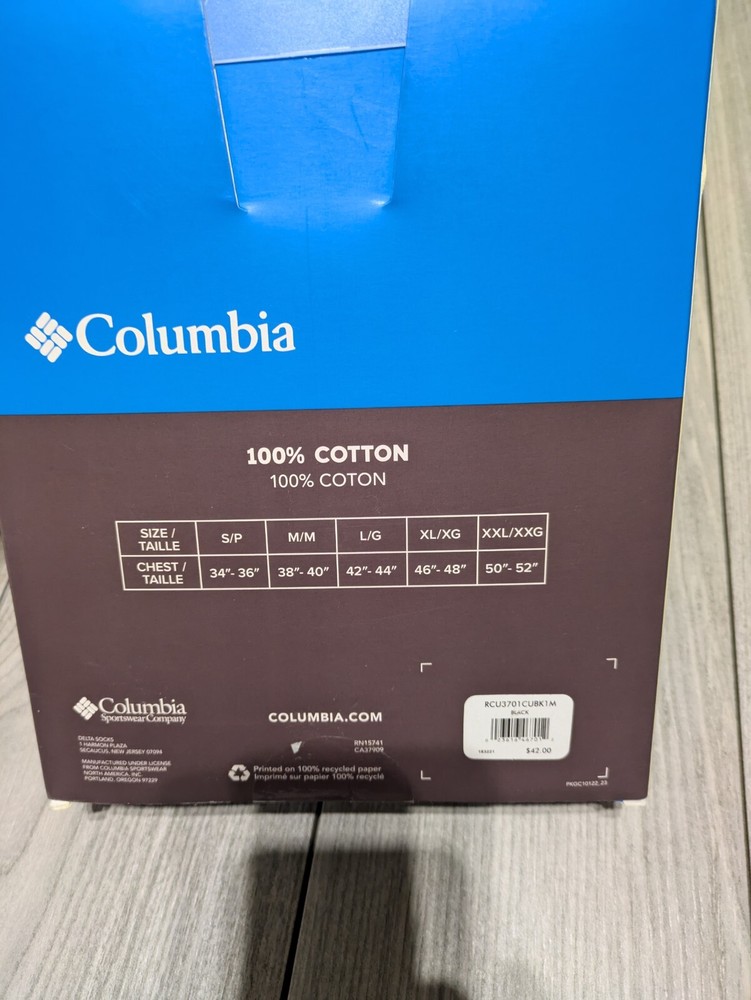 Columbia
100% COTTON
100% COTON
SIZE / TAILLE S/P M/M L/G XL/XG XXL/XXG
CHEST / TAILLE 34"- 36" 38"- 40" 42"- 44" 46"- 48" 50"- 52"
Columbia
Sportswear Company
DELTA SOCKS
1 HARMON PLAZA
SECAUCUS, NEW JERSEY 07094
MANUFACTURED UNDER LICENSE
FROM COLUMBIA SPORTSWEAR
NORTH AMERICA, INC.
PORTLAND, OREGON 97229
COLUMBIA.COM
RN15741
CA37909
Printed on 100% recycled paper
Imprimé sur papier 100% recyclé
RCU3701CUBK1M
BLACK
$42.00
PKGC10122_23